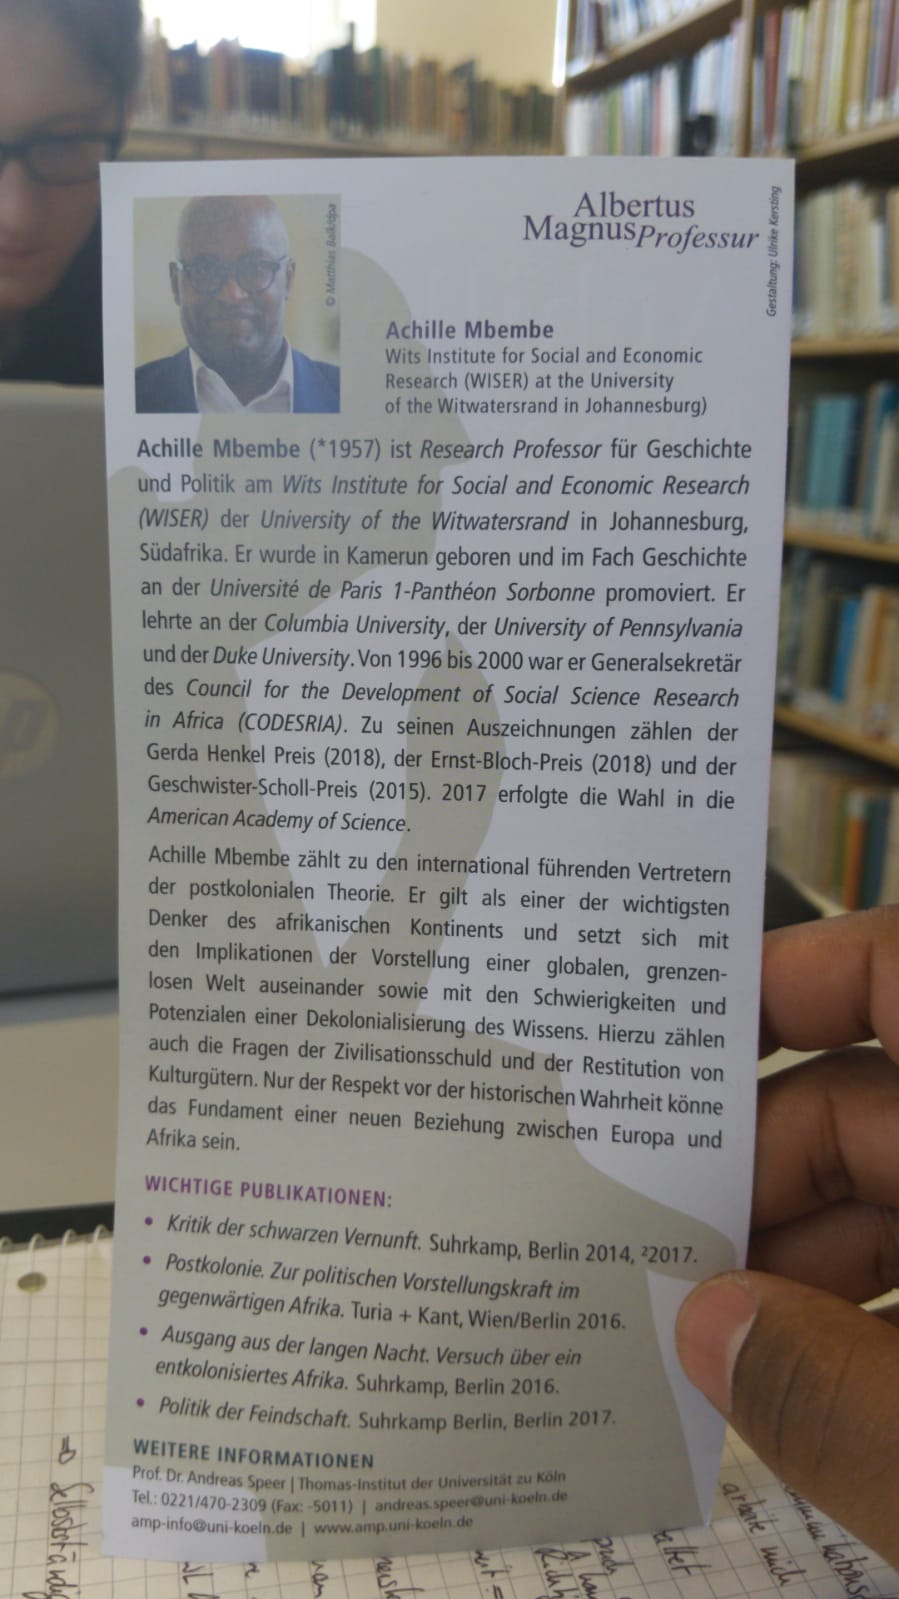 Albertus
Magnus Professur
Gestaltung: Ulrike Kersting
© Matthias Balk/dpa
Achille Mbembe
Wits Institute for Social and Economic
Research (WISER) at the University
of the Witwatersrand in Johannesburg)
Achille Mbembe (*1957) ist Research Professor für Geschichte
und Politik am Wits Institute for Social and Economic Research
(WISER) der University of the Witwatersrand in Johannesburg,
Südafrika. Er wurde in Kamerun geboren und im Fach Geschichte
an der Université de Paris 1-Panthéon Sorbonne promoviert. Er
lehrte an der Columbia University, der University of Pennsylvania
und der Duke University. Von 1996 bis 2000 war er Generalsekretär
des Council for the Development of Social Science Research
in Africa (CODESRIA). Zu seinen Auszeichnungen zählen der
Gerda Henkel Preis (2018), der Ernst-Bloch-Preis (2018) und der
Geschwister-Scholl-Preis (2015). 2017 erfolgte die Wahl in die
American Academy of Science.
Achille Mbembe zählt zu den international führenden Vertretern
der postkolonialen Theorie. Er gilt als einer der wichtigsten
Denker des afrikanischen Kontinents und setzt sich mit
den Implikationen der Vorstellung einer globalen, grenzen-
losen Welt auseinander sowie mit den Schwierigkeiten und
Potenzialen einer Dekolonialisierung des Wissens. Hierzu zählen
auch die Fragen der Zivilisationsschuld und der Restitution von
Kulturgütern. Nur der Respekt vor der historischen Wahrheit könne
das Fundament einer neuen Beziehung zwischen Europa und
Afrika sein.
WICHTIGE PUBLIKATIONEN:
• Kritik der schwarzen Vernunft. Suhrkamp, Berlin 2014, ²2017.
• Postkolonie. Zur politischen Vorstellungskraft im
gegenwärtigen Afrika. Turia + Kant, Wien/Berlin 2016.
• Ausgang aus der langen Nacht. Versuch über ein
entkolonisiertes Afrika. Suhrkamp, Berlin 2016.
• Politik der Feindschaft. Suhrkamp Berlin, Berlin 2017.
WEITERE INFORMATIONEN
Prof. Dr. Andreas Speer | Thomas-Institut der Universität zu Köln
Tel.: 0221/470-2309 (Fax: -5011) | andreas.speer@uni-koeln.de
amp-info@uni-koeln.de | www.amp.uni-koeln.de
hp
arbeite mich